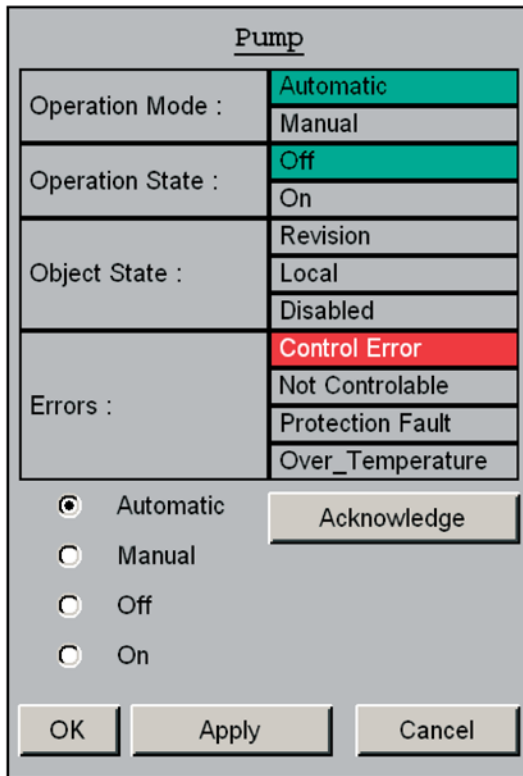 Pump
Operation Mode :
Automatic
Manual
Operation State :
Off
On
Object State :
Revision
Local
Disabled
Errors :
Control Error
Not Controlable
Protection Fault
Over_Temperature
Automatic
Acknowledge
Manual
Off
On
OK
Apply
Cancel